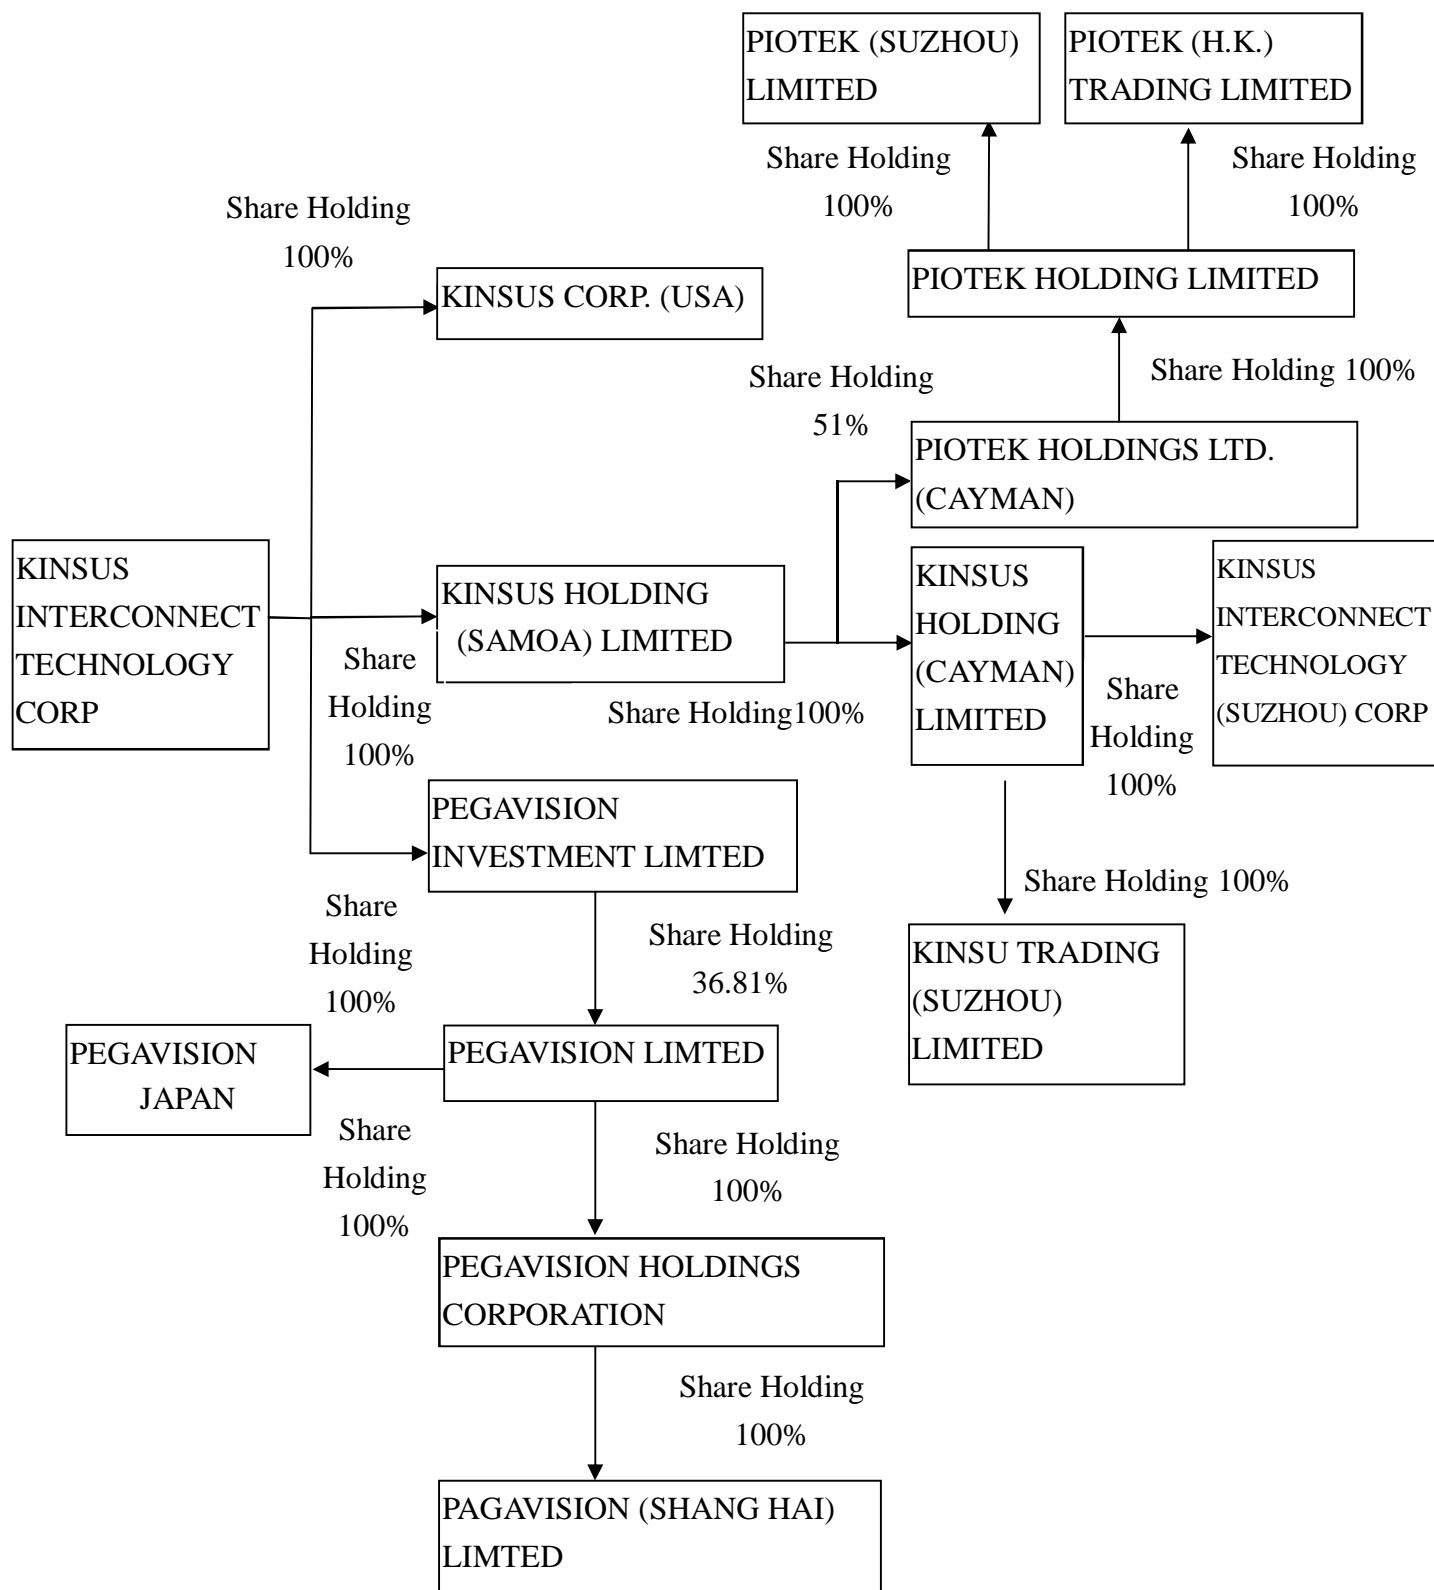 PIOTEK (SUZHOU)
LIMITED
PIOTEK (H.K.)
TRADING LIMITED
Share Holding
100%
Share Holding
100%
Share Holding
100%
KINSUS CORP. (USA)
PIOTEK HOLDING LIMITED
Share Holding
51%
Share Holding 100%
PIOTEK HOLDINGS LTD.
(CAYMAN)
KINSUS
INTERCONNECT
TECHNOLOGY
CORP
KINSUS HOLDING
(SAMOA) LIMITED
KINSUS
HOLDING
(CAYMAN)
LIMITED
KINSUS
INTERCONNECT
TECHNOLOGY
(SUZHOU) CORP
Share
Holding
100%
Share Holding100%
Share
Holding
100%
PEGAVISION
INVESTMENT LIMTED
Share
Holding
100%
Share Holding
36.81%
Share Holding 100%
KINSU TRADING
(SUZHOU)
LIMITED
PEGAVISION
JAPAN
PEGAVISION LIMTED
Share
Holding
100%
Share Holding
100%
PEGAVISION HOLDINGS
CORPORATION
Share Holding
100%
PAGAVISION (SHANG HAI)
LIMTED